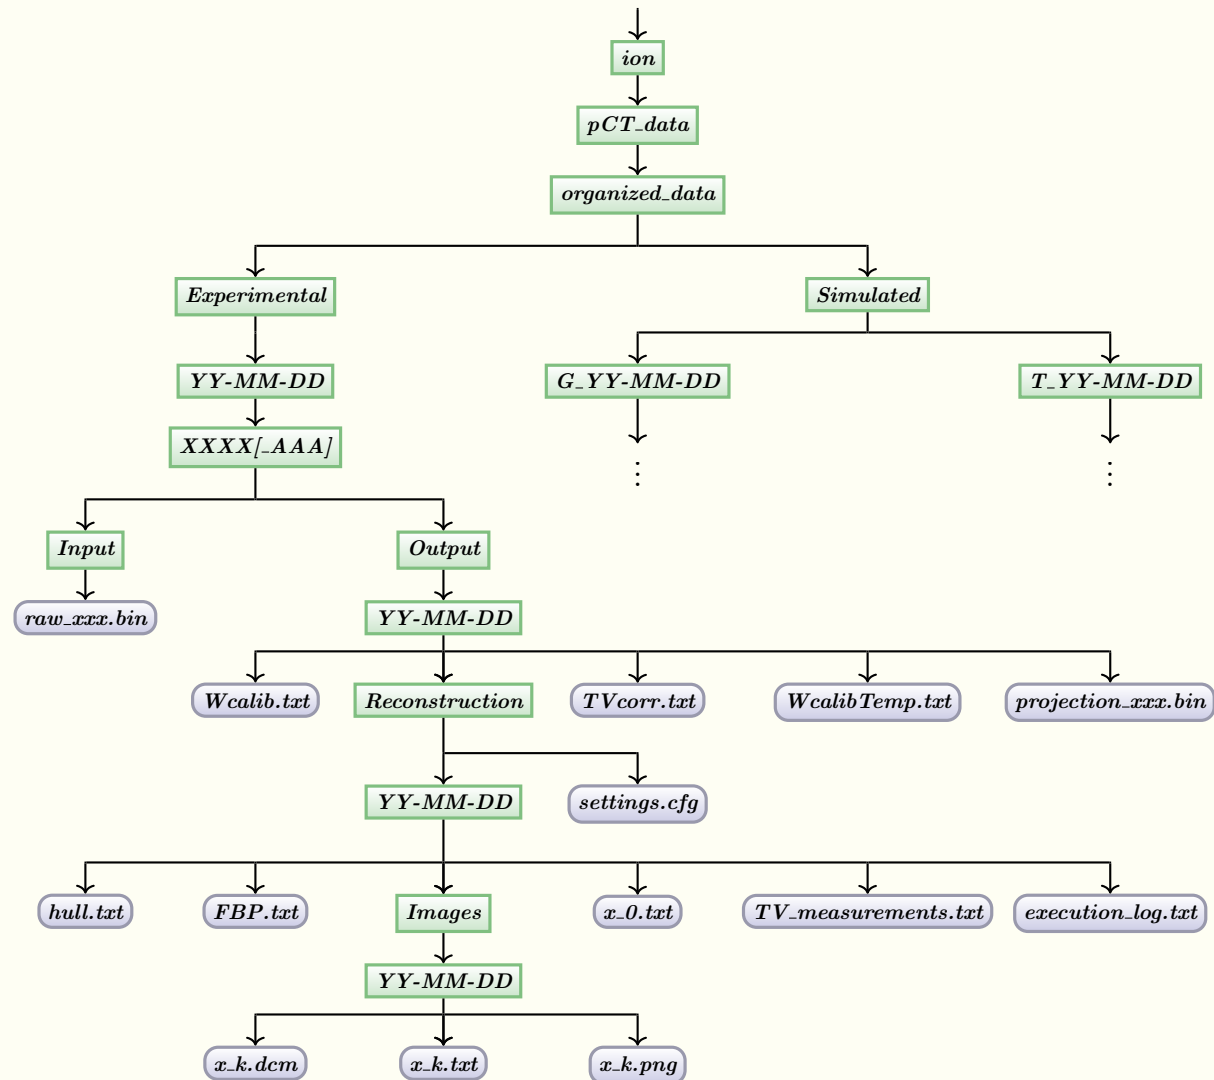 ion
pCT_data
organized_data
Experimental
Simulated
YY-MM-DD
G_YY-MM-DD
T_YY-MM-DD
XXXX[_AAA]
⋮
⋮
Input
Output
raw_xxx.bin
YY-MM-DD
Wcalib.txt
Reconstruction
TVcorr.txt
WcalibTemp.txt
projection_xxx.bin
YY-MM-DD
settings.cfg
hull.txt
FBP.txt
Images
x_0.txt
TV_measurements.txt
execution_log.txt
YY-MM-DD
x_k.dcm
x_k.txt
x_k.png